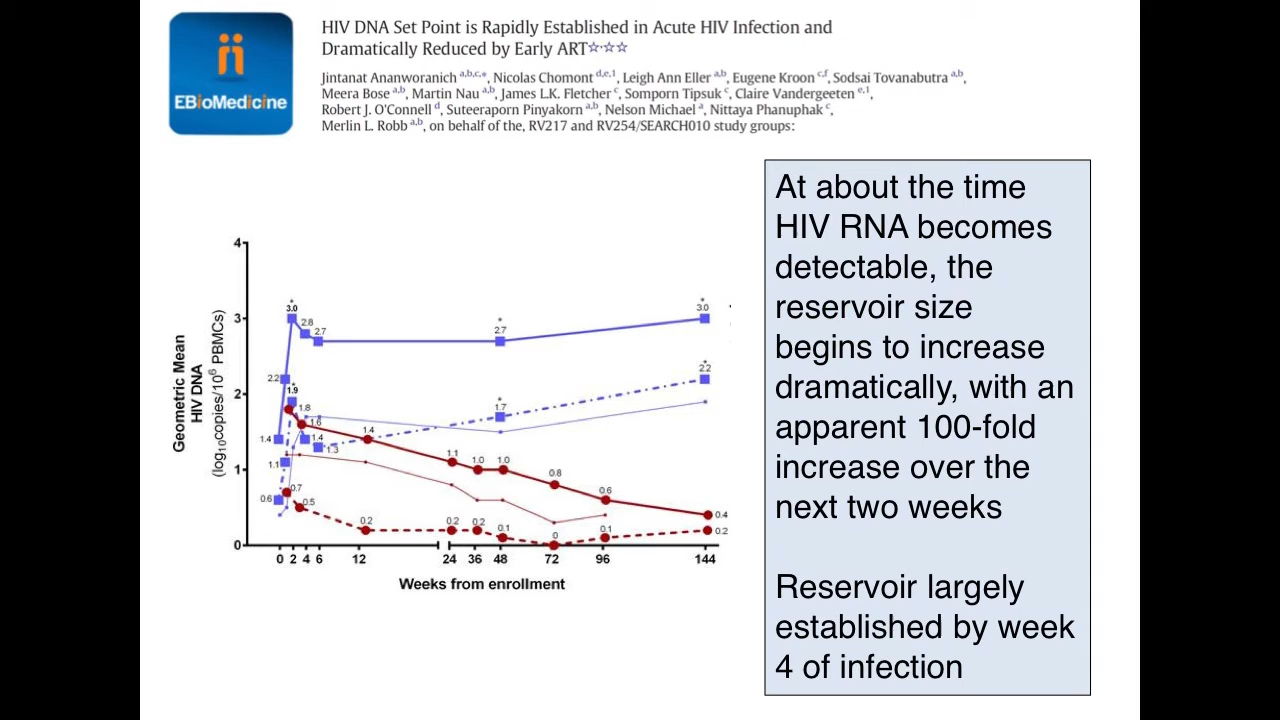 HIV DNA Set Point is Rapidly Established in Acute HIV Infection and
Dramatically Reduced by Early ART☆,☆☆
EBioMedicine
Jintanat Ananworanich a,b,c,*, Nicolas Chomont d,e,1, Leigh Ann Eller a,b, Eugene Kroon c,f, Sodsai Tovanabutra a,b,
Meera Bose a,b, Martin Nau a,b, James L.K. Fletcher c, Somporn Tipsuk c, Claire Vandergeeten e,1,
Robert J. O'Connell d, Suteeraporn Pinyakorn a,b, Nelson Michael a, Nittaya Phanuphak c,
Merlin L. Robb a,b, on behalf of the, RV217 and RV254/SEARCH010 study groups:
Geometric Mean
HIV DNA
(log10copies/10^6 PBMCs)
4
3
2
1
0
1.4
2.2
*
3.0
2.8
2.7
*
2.7
*
3.0
0.6
1.1
*
1.9
1.4
1.3
*
1.7
*
2.2
1.8
1.6
1.4
1.1
1.0
1.0
0.8
0.6
0.4
0.7
0.5
0.2
0.2
0.2
0.1
0
0.1
0.2
0 2 4 6 12 24 36 48 72 96 144
Weeks from enrollment
At about the time
HIV RNA becomes
detectable, the
reservoir size
begins to increase
dramatically, with an
apparent 100-fold
increase over the
next two weeks
Reservoir largely
established by week
4 of infection